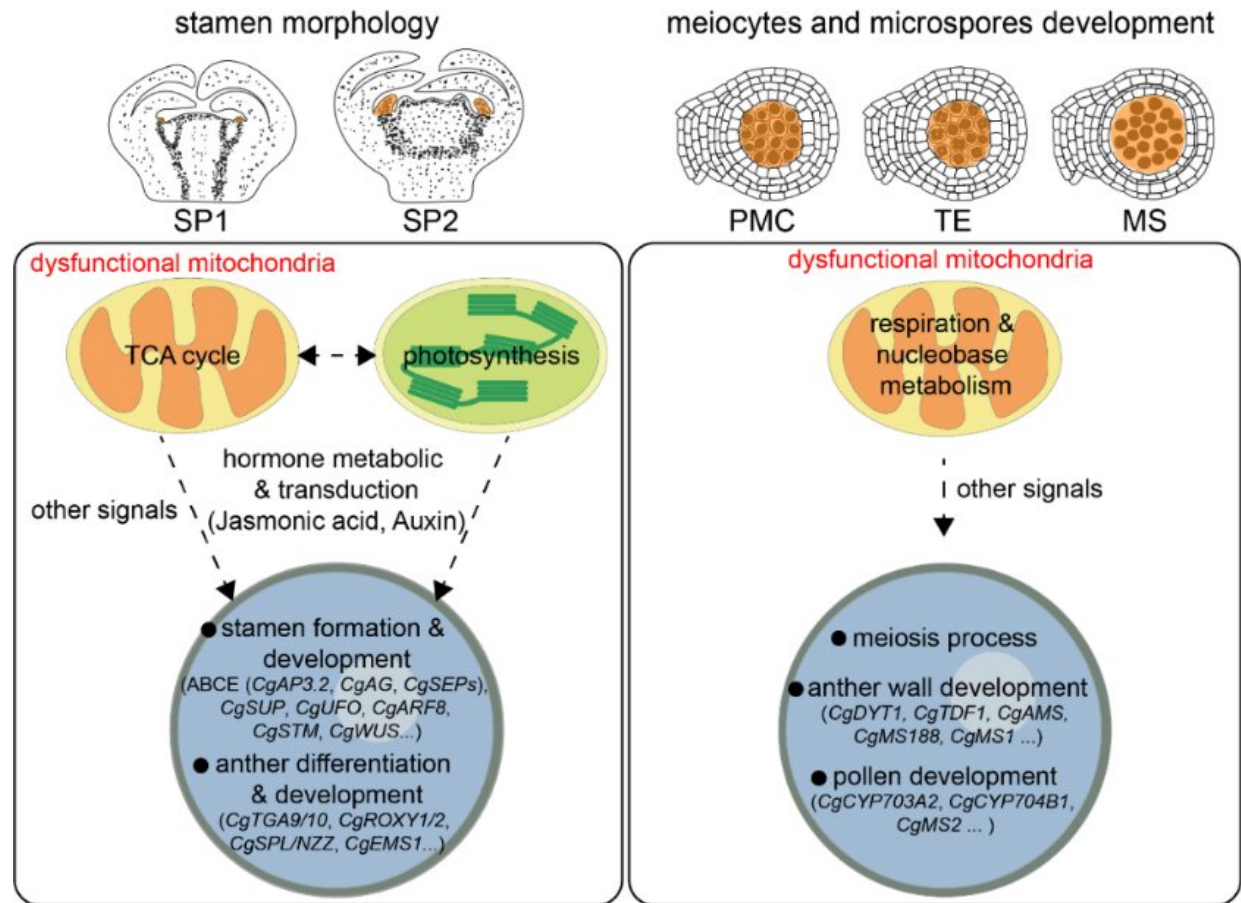 stamen morphology
SP1
SP2
dysfunctional mitochondria
TCA cycle
photosynthesis
hormone metabolic
& transduction
(Jasmonic acid, Auxin)
other signals
● stamen formation &
development
(ABCE (CgAP3.2, CgAG, CgSEPs),
CgSUP, CgUFO, CgARF8,
CgSTM, CgWUS...)
● anther differentiation
& development
(CgTGA9/10, CgROXY1/2,
CgSPL/NZZ, CgEMS1...)
meiocytes and microspores development
PMC
TE
MS
dysfunctional mitochondria
respiration &
nucleobase
metabolism
other signals
● meiosis process
● anther wall development
(CgDYT1, CgTDF1, CgAMS,
CgMS188, CgMS1 ...)
● pollen development
(CgCYP703A2, CgCYP704B1,
CgMS2 ... )